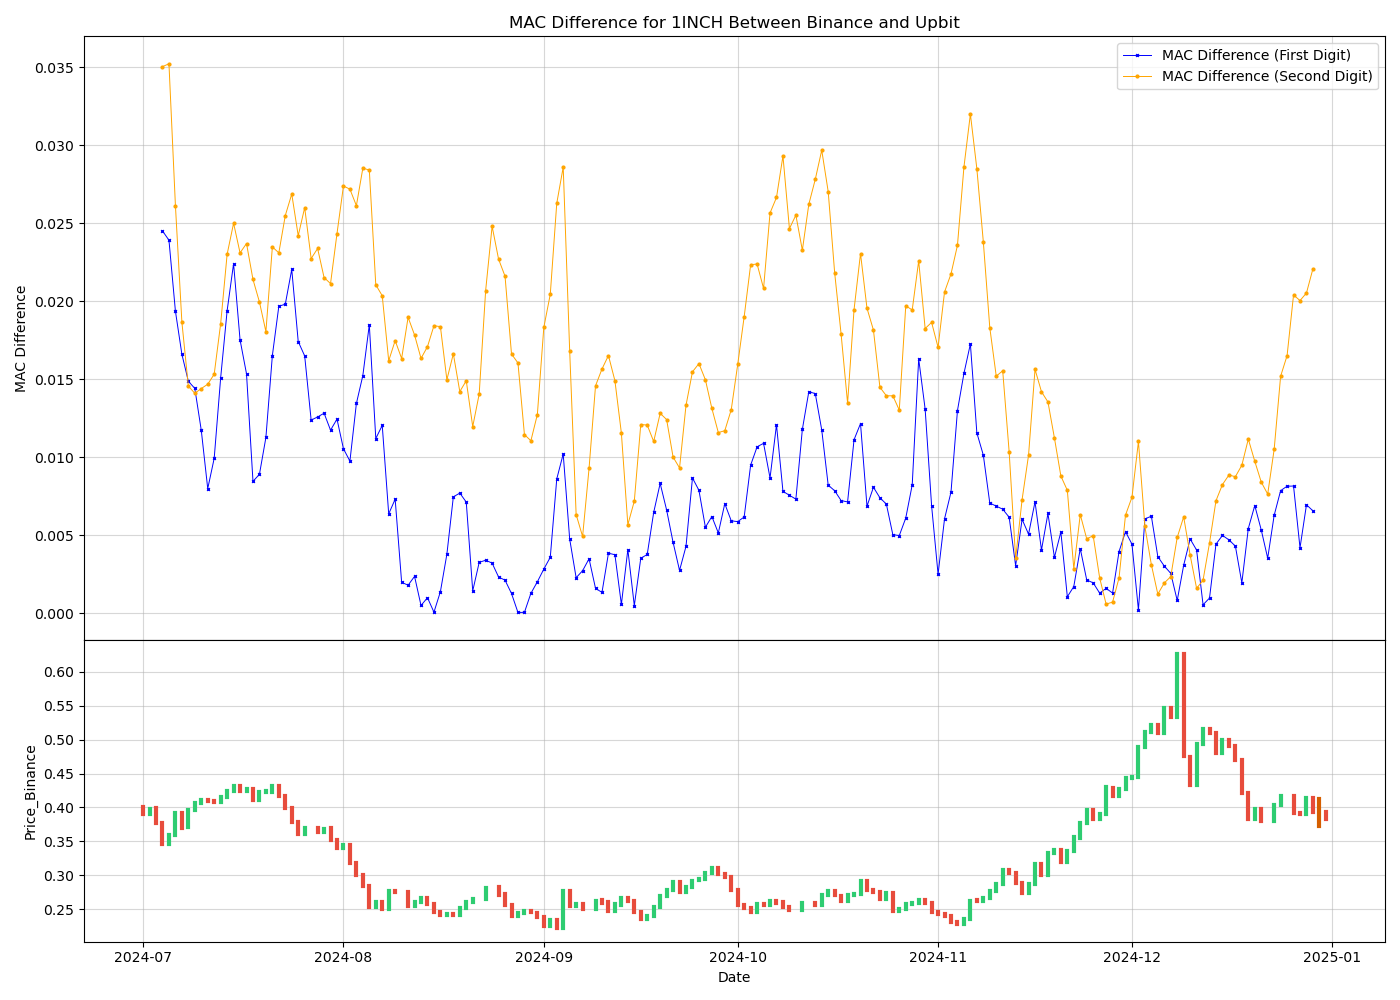 MAC Difference for 1INCH Between Binance and Upbit
MAC Difference (First Digit)
MAC Difference (Second Digit)
MAC Difference
0.035
0.030
0.025
0.020
0.015
0.010
0.005
0.000
Price_Binance
0.60
0.55
0.50
0.45
0.40
0.35
0.30
0.25
2024-07 2024-08 2024-09 2024-10 2024-11 2024-12 2025-01
Date